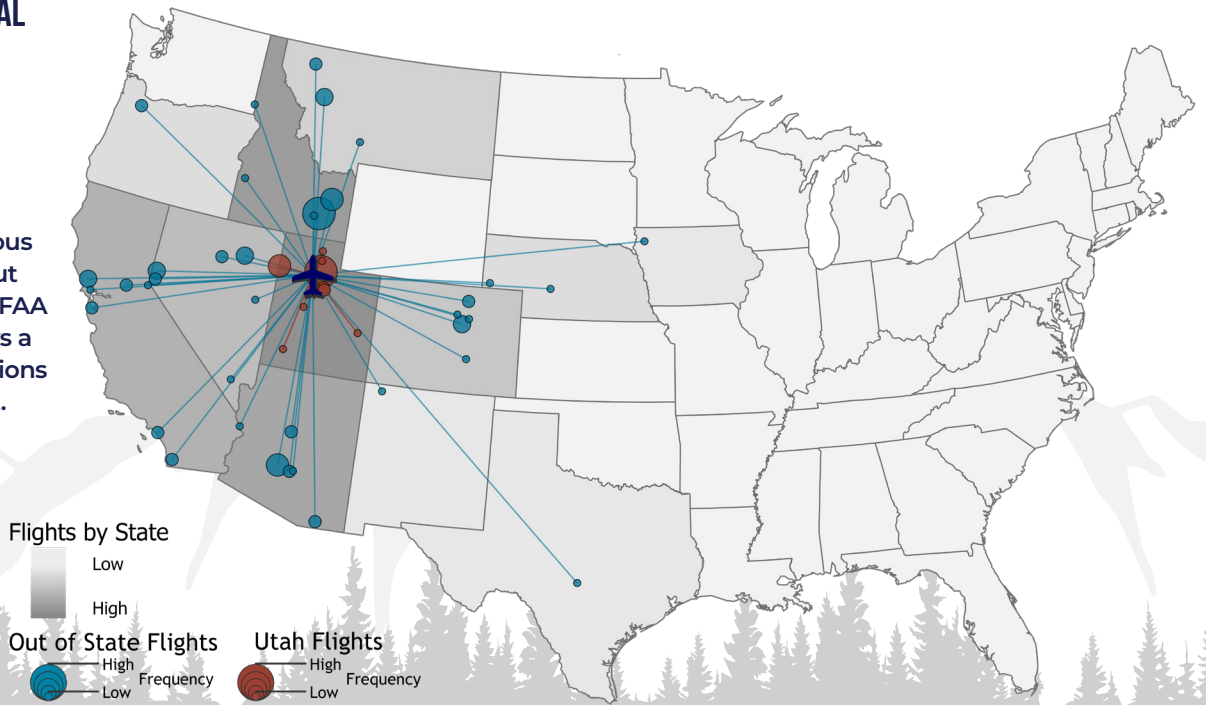 AL
ous
ut
FAA
s a
ions
.
Flights by State
Low
High
Out of State Flights
High
Frequency
Low
Utah Flights
High
Frequency
Low